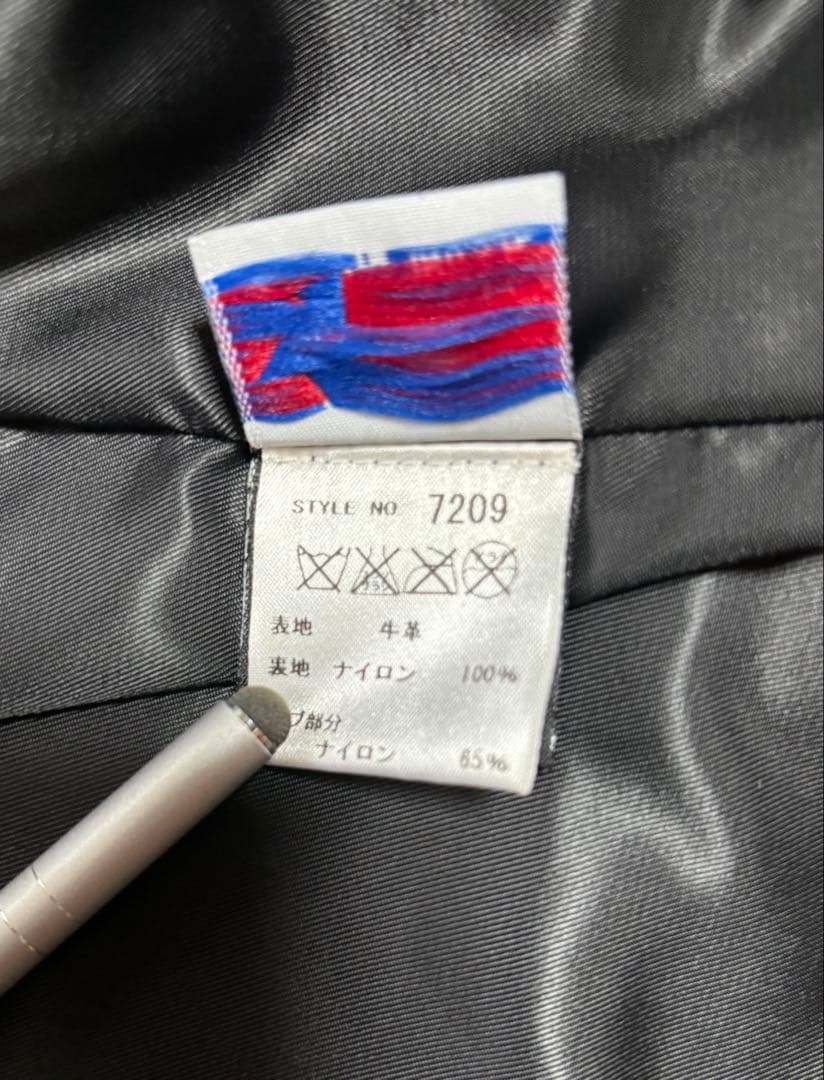 STYLE NO 7209
表地 牛革
裏地 ナイロン 100%
ブ部分
ナイロン 65%